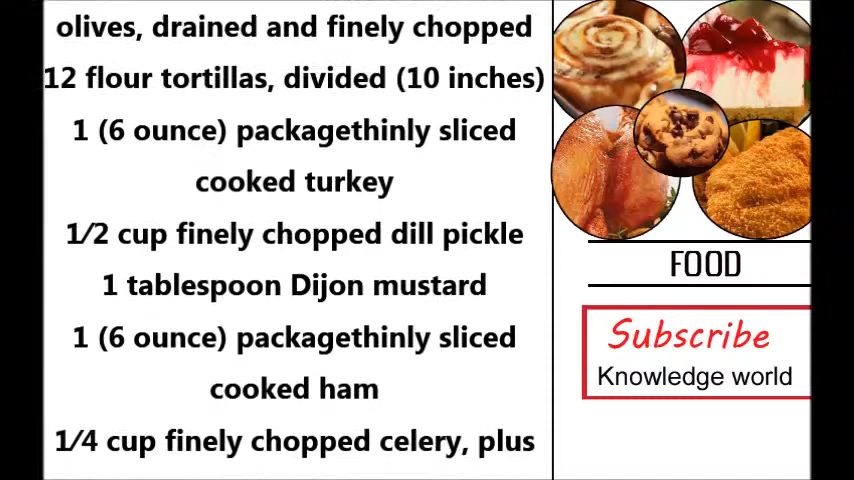 olives, drained and finely chopped
12 flour tortillas, divided (10 inches)
1 (6 ounce) packagethinly sliced
cooked turkey
1⁄2 cup finely chopped dill pickle
1 tablespoon Dijon mustard
1 (6 ounce) packagethinly sliced
cooked ham
1⁄4 cup finely chopped celery, plus
FOOD
Subscribe
Knowledge world